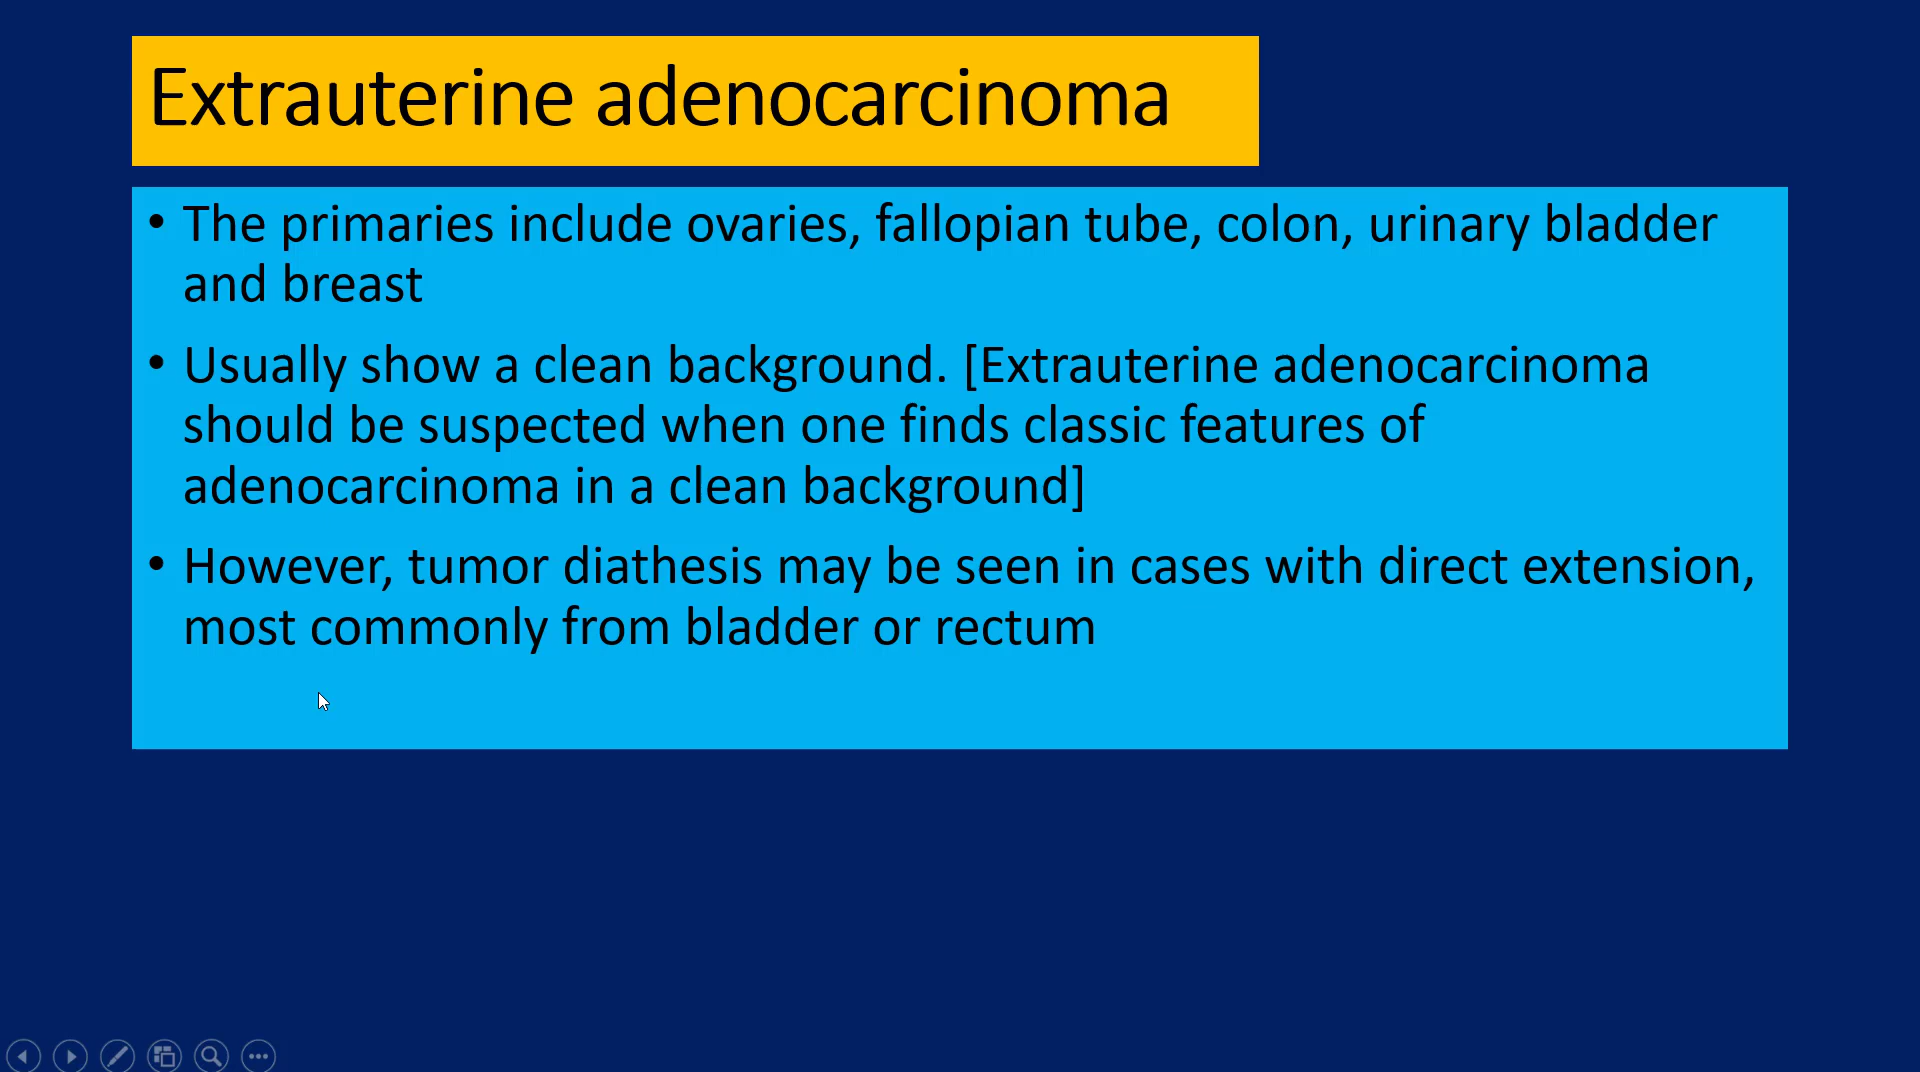 Extrauterine adenocarcinoma
• The primaries include ovaries, fallopian tube, colon, urinary bladder
and breast
• Usually show a clean background. [Extrauterine adenocarcinoma
should be suspected when one finds classic features of
adenocarcinoma in a clean background]
• However, tumor diathesis may be seen in cases with direct extension,
most commonly from bladder or rectum